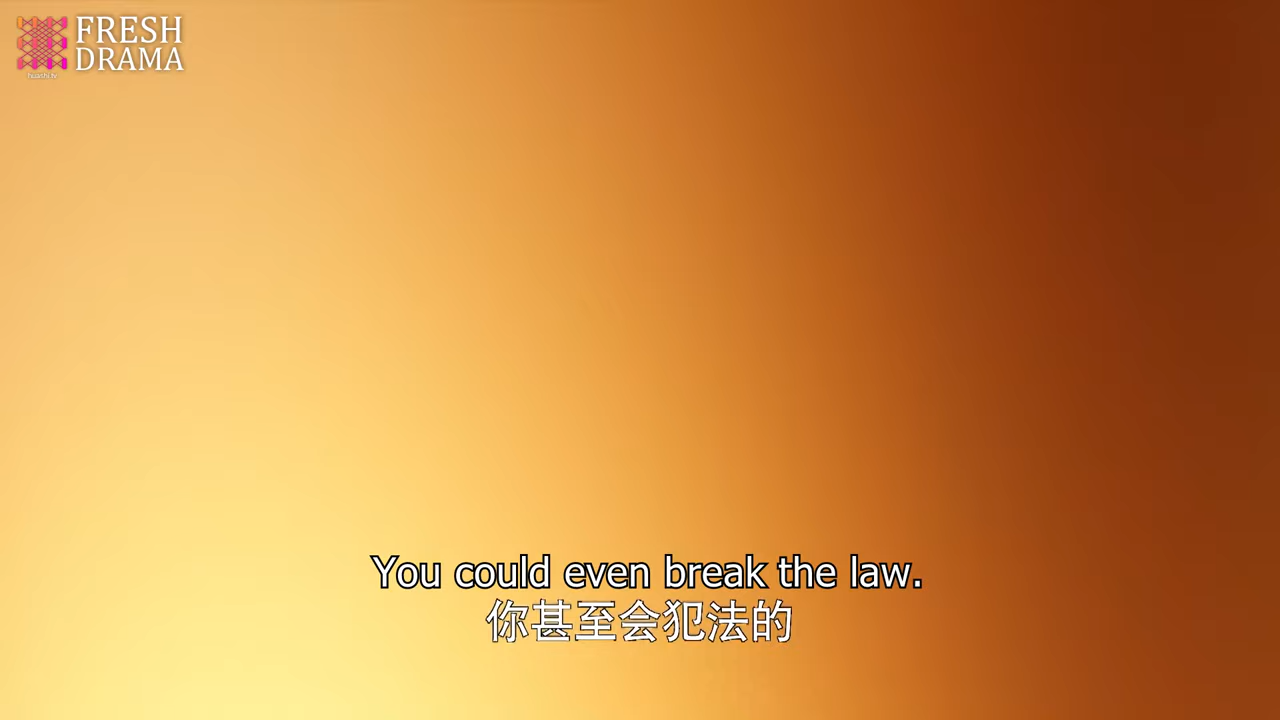 FRESH
DRAMA
You could even break the law.
你甚至会犯法的